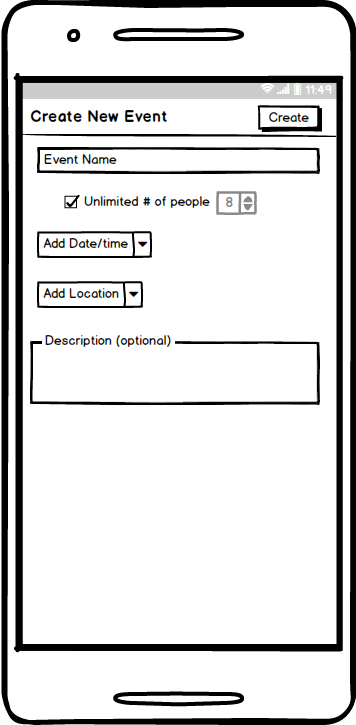 11:49
Create New Event Create
Event Name
Unlimited # of people 8
Add Date/time
Add Location
Description (optional)